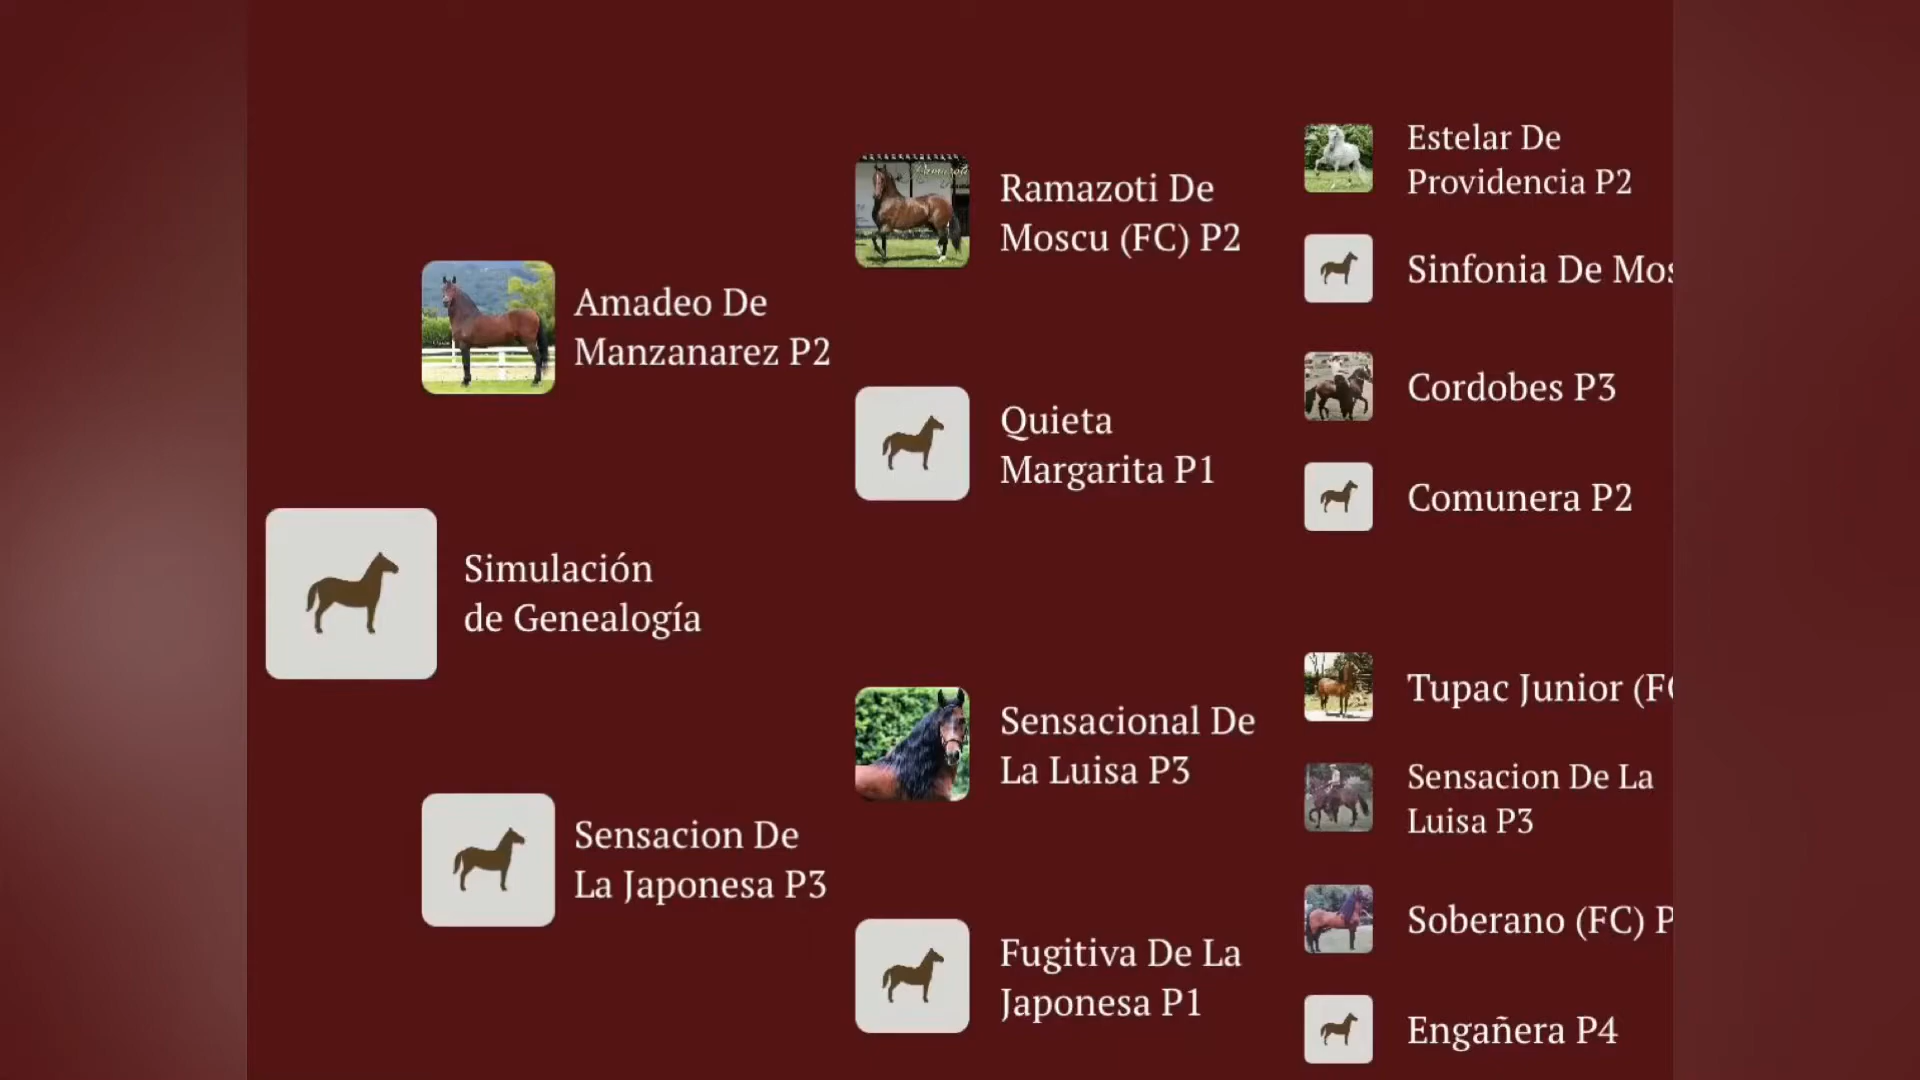 Estelar De
Providencia P2
Ramazoti De
Moscu (FC) P2
Sinfonia De
Amadeo De
Manzanarez P2
Cordobes P3
Quieta
Margarita P1
Comunera P2
Simulación
de Genealogía
Tupac Junior
Sensacional De
La Luisa P3
Sensacion De La
Luisa P3
Sensacion De
La Japonesa P3
Soberano (FC) P
Fugitiva De La
Japonesa P1
Engañera P4